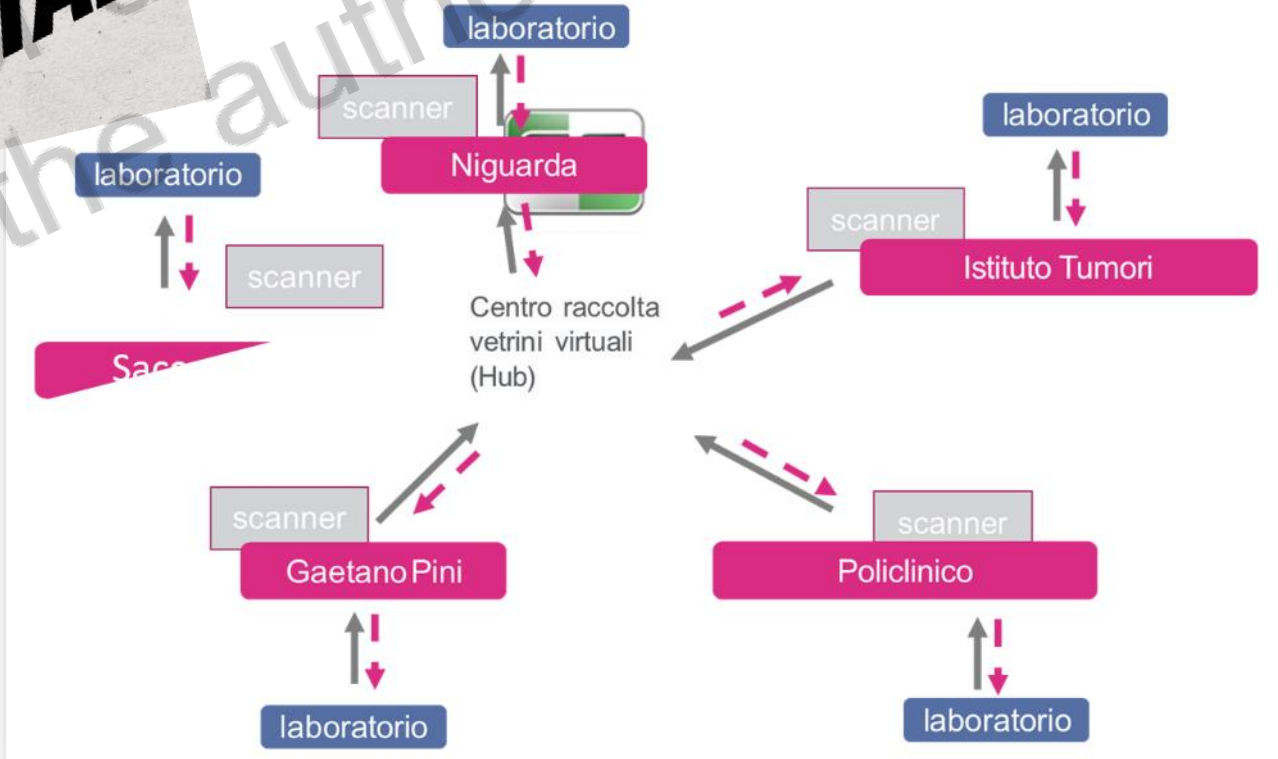 laboratorio
scanner
Niguarda
laboratorio
scanner
laboratorio
scanner
Istituto Tumori
Centro raccolta
vetrini virtuali
(Hub)
scanner
Gaetano Pini
laboratorio
scanner
Policlinico
laboratorio
the